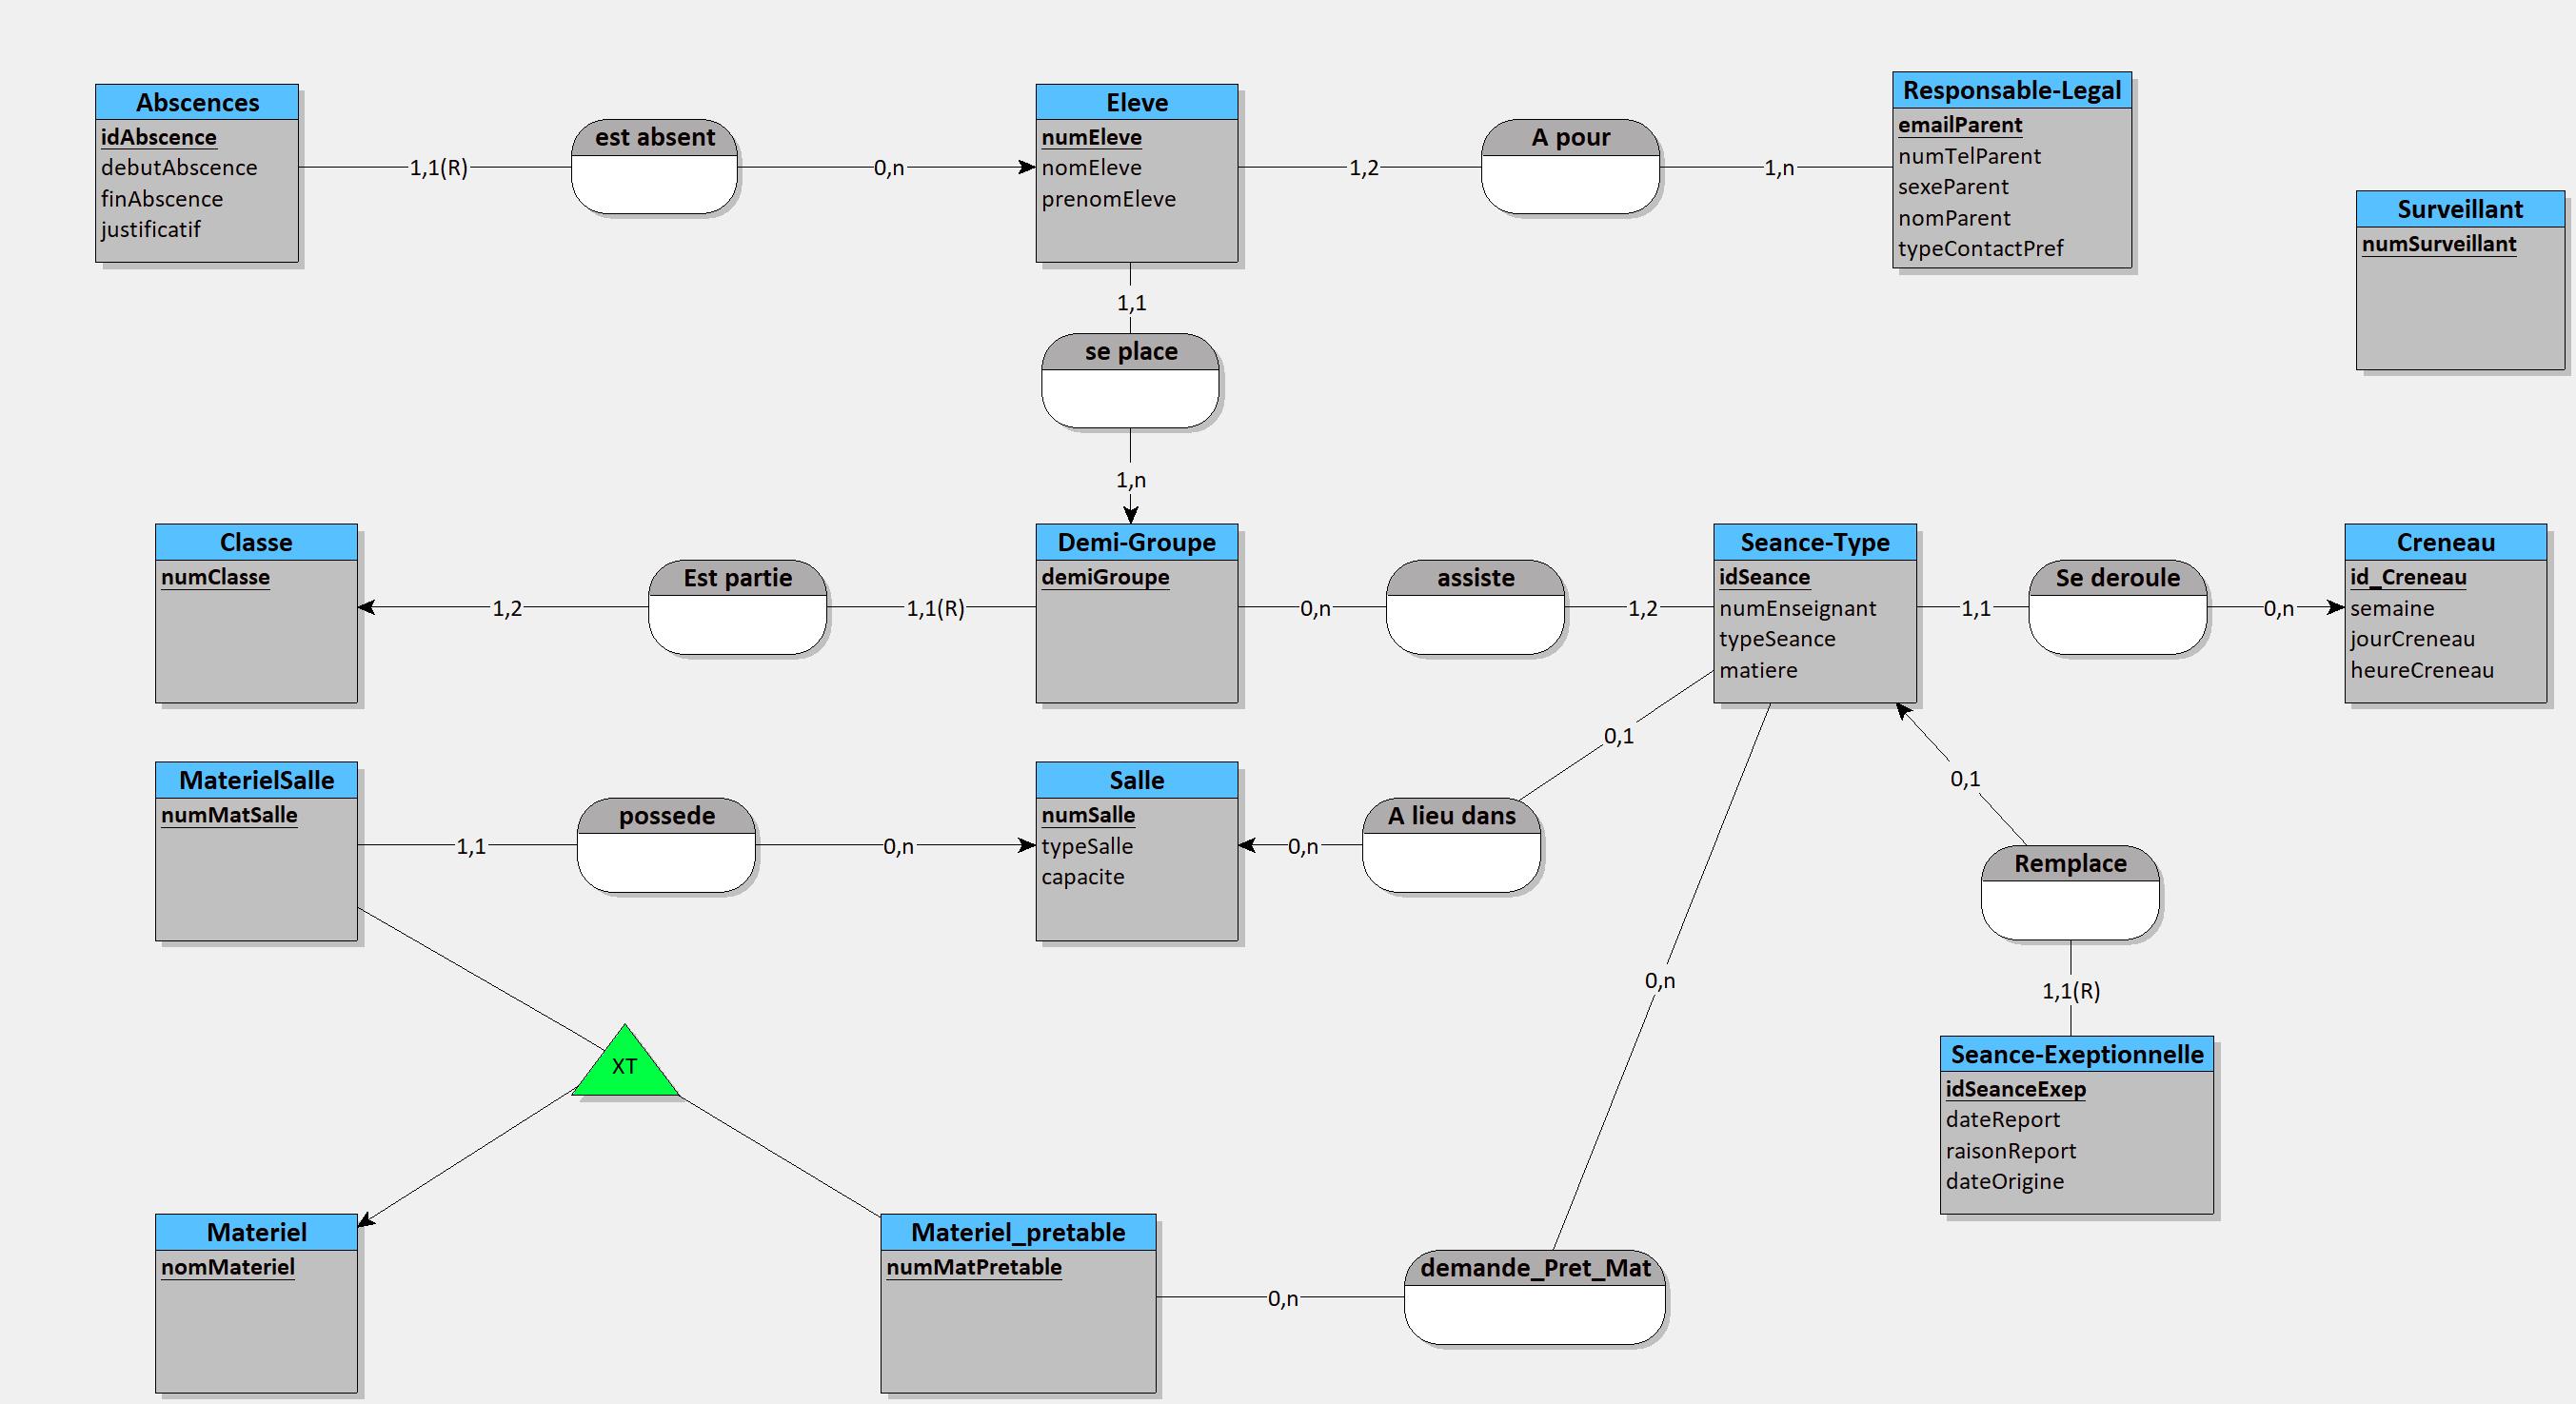 Abscences
idAbscence
debutAbscence
finAbscence
justificatif
1,1(R)
est absent
0,n
Eleve
numEleve
nomEleve
prenomEleve
1,2
A pour
1,n
Responsable-Legal
emailParent
numTelParent
sexeParent
nomParent
typeContactPref
Surveillant
numSurveillant
1,1
se place
1,n
Classe
numClasse
1,2
Est partie
1,1(R)
Demi-Groupe
demiGroupe
0,n
assiste
1,2
Seance-Type
idSeance
numEnseignant
typeSeance
matiere
1,1
Se deroule
0,n
Creneau
id_Creneau
semaine
jourCreneau
heureCreneau
MaterielSalle
numMatSalle
1,1
possede
0,n
Salle
numSalle
typeSalle
capacite
0,n
A lieu dans
0,1
0,1
Remplace
1,1(R)
0,n
XT
Seance-Exeptionnelle
idSeanceExep
dateReport
raisonReport
dateOrigine
Materiel
nomMateriel
Materiel_pretable
numMatPretable
0,n
demande_Pret_Mat